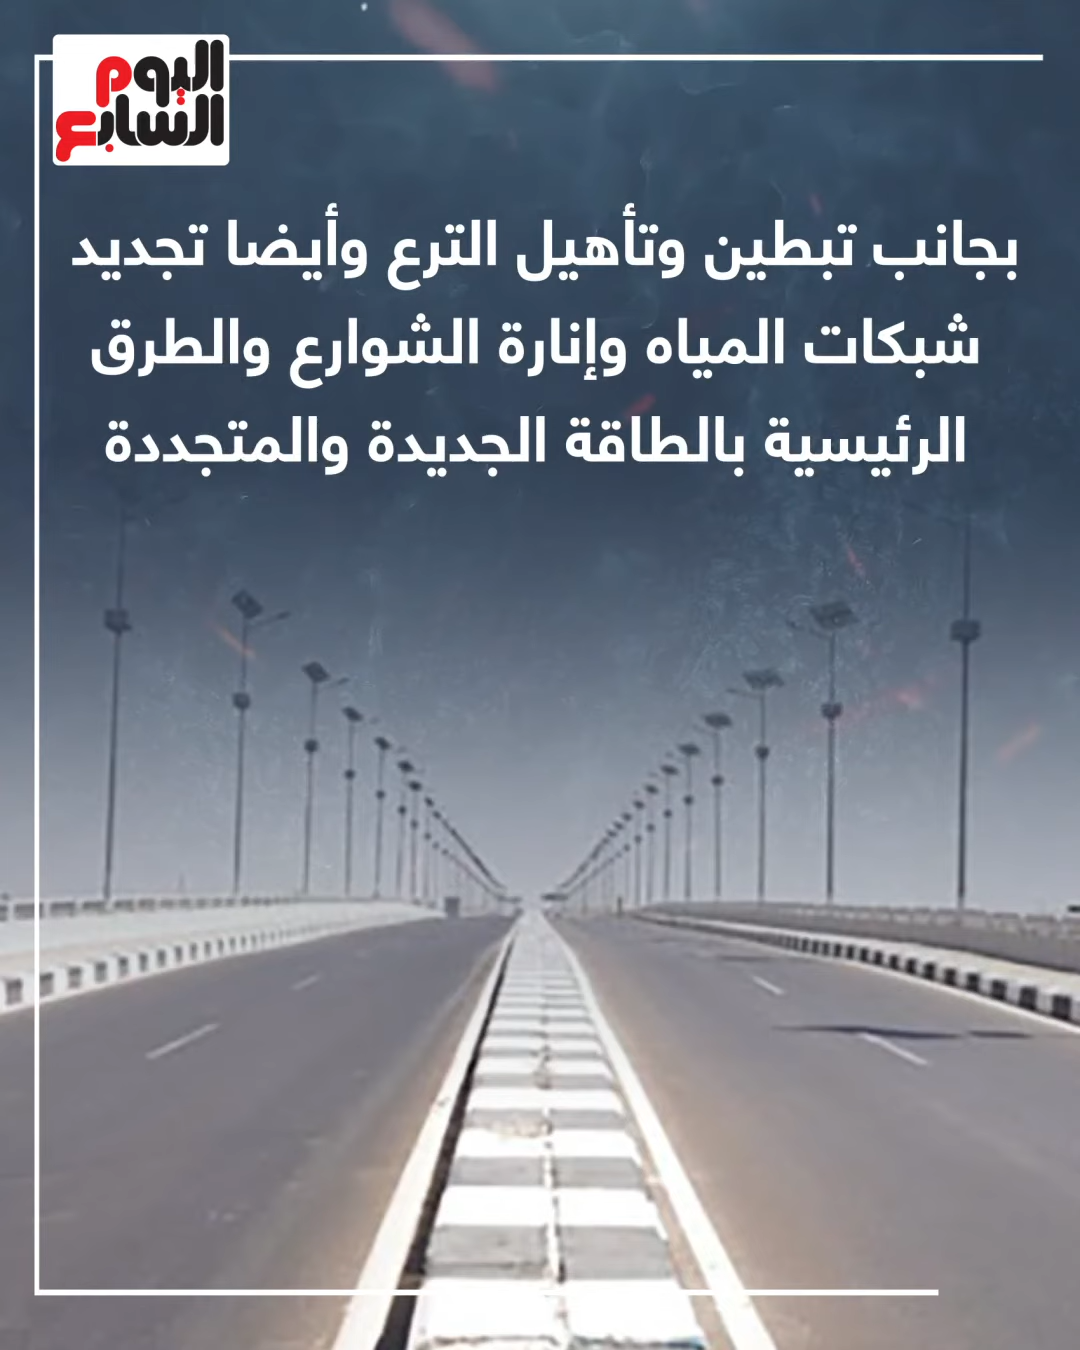 اليوم
السابع
بجانب تبطين وتأهيل الترع وأيضا تجديد
شبكات المياه وإنارة الشوارع والطرق
الرئيسية بالطاقة الجديدة والمتجددة